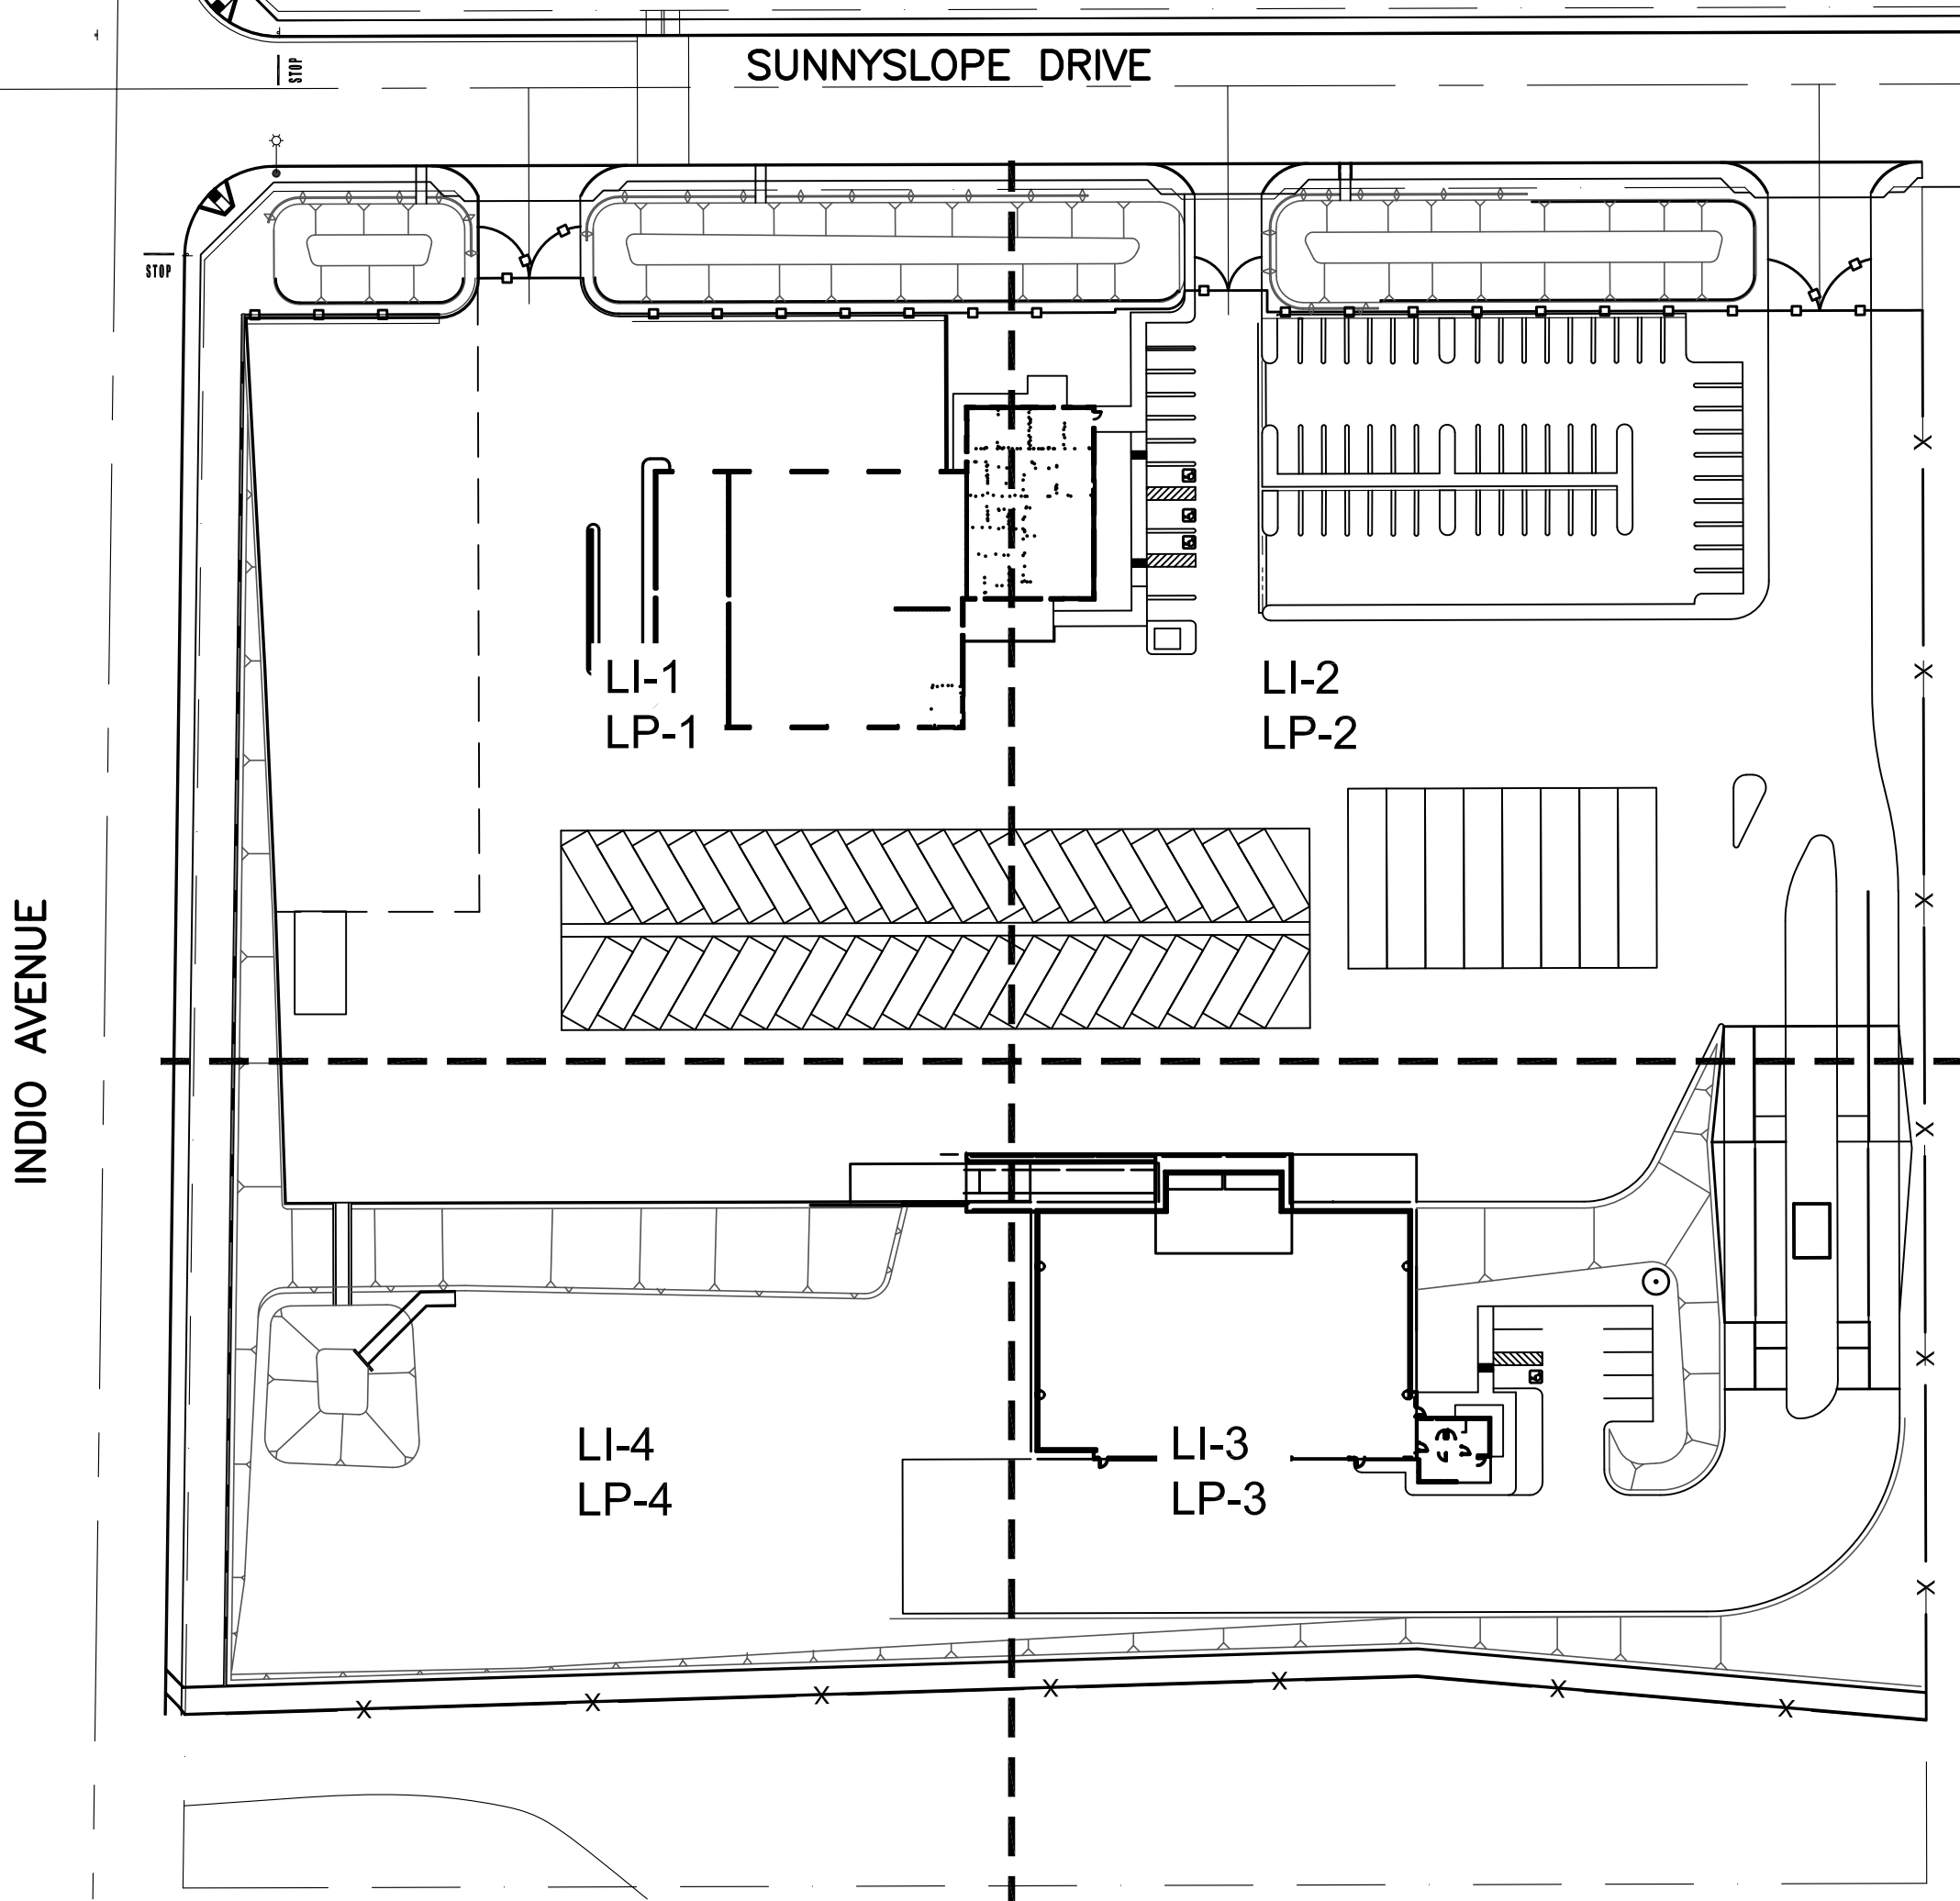 SUNNYSLOPE DRIVE
STOP
STOP
LI-1
LP-1
LI-2
LP-2
INDIO AVENUE
LI-4
LP-4
LI-3
LP-3